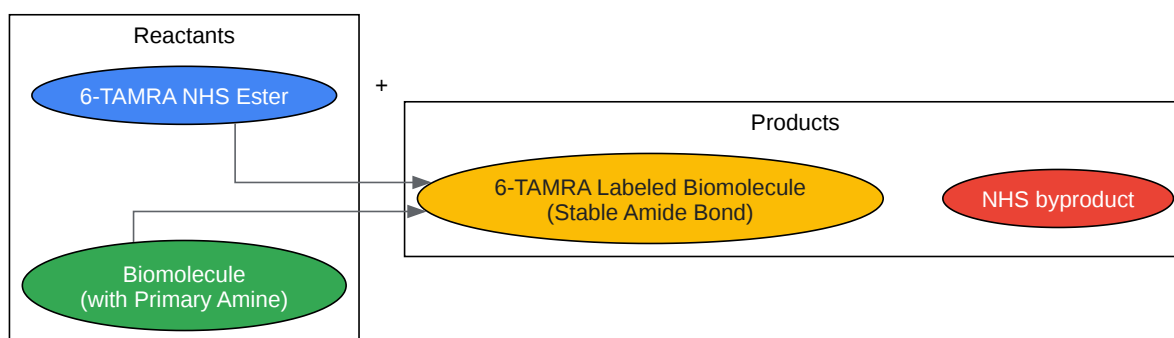 Reactants
6-TAMRA NHS Ester
+
Products
6-TAMRA Labeled Biomolecule
(Stable Amide Bond)
NHS byproduct
Biomolecule
(with Primary Amine)